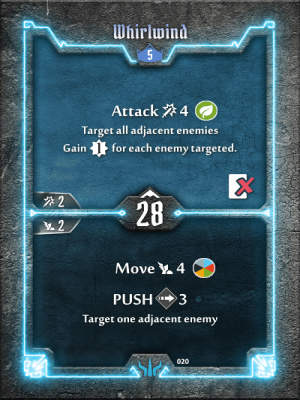 Whirlwind
5
Attack 4
Target all adjacent enemies
Gain 1 for each enemy targeted.
2
28
2
Move 4
PUSH 3
Target one adjacent enemy
020